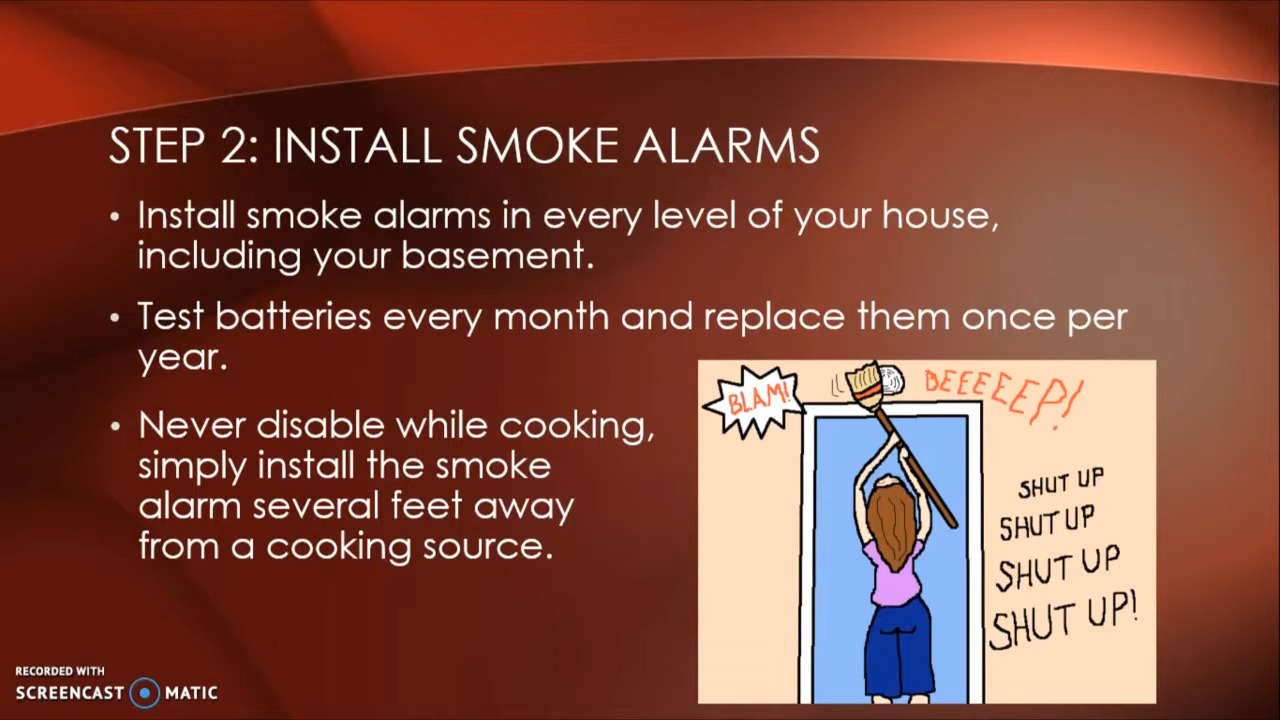 STEP 2: INSTALL SMOKE ALARMS
• Install smoke alarms in every level of your house,
including your basement.
• Test batteries every month and replace them once per
year.
• Never disable while cooking,
simply install the smoke
alarm several feet away
from a cooking source.
BLAM!
BEEEEEP!
SHUT UP
SHUT UP
SHUT UP
SHUT UP!
RECORDED WITH
SCREENCAST MATIC